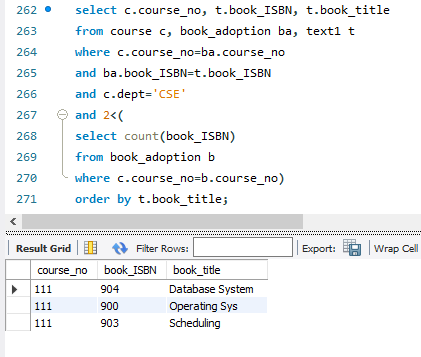 262 select c.course_no, t.book_ISBN, t.book_title
263 from course c, book_adoption ba, text1 t
264 where c.course_no=ba.course_no
265 and ba.book_ISBN=t.book_ISBN
266 and c.dept='CSE'
267 and 2<(
268 select count(book_ISBN)
269 from book_adoption b
270 where c.course_no=b.course_no)
271 order by t.book_title;
Result Grid Filter Rows: Export: Wrap Cell
course_no book_ISBN book_title
111 904 Database System
111 900 Operating Sys
111 903 Scheduling